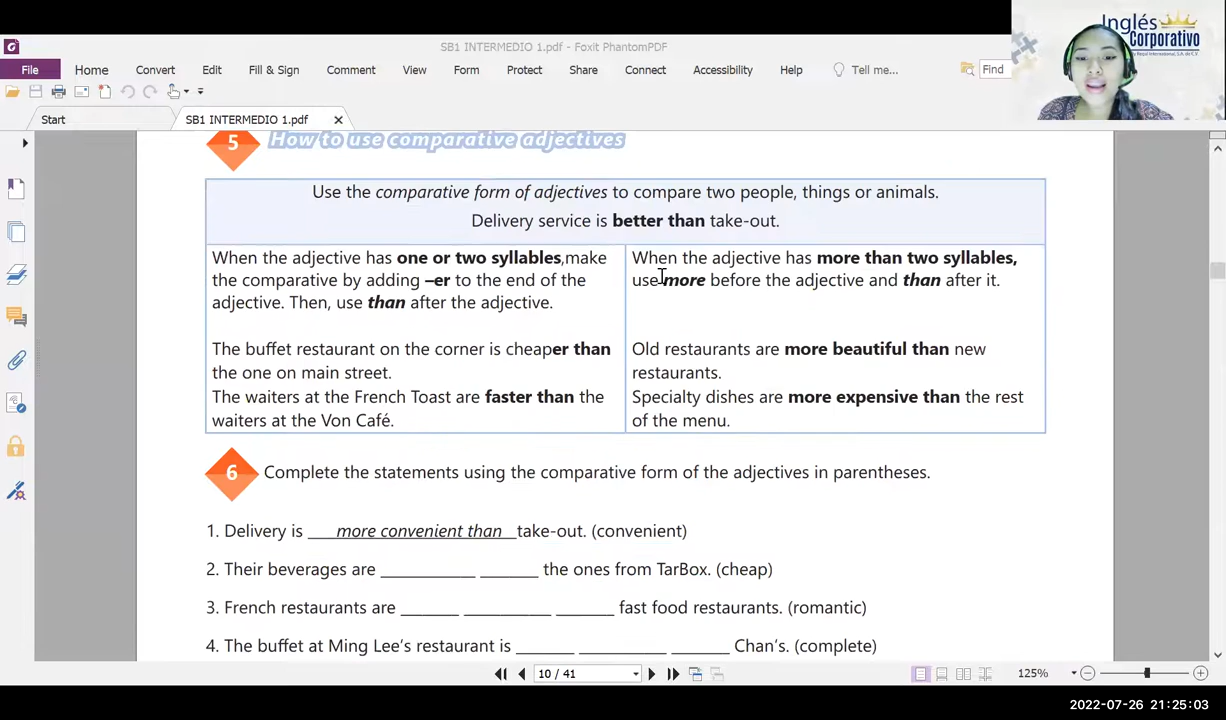 Inglés
Corporativo
SB1 INTERMEDIO 1.pdf - Foxit PhantomPDF
File Home Convert Edit Fill & Sign Comment View Form Protect Share Connect Accessibility Help Tell me... Find
Start SB1 INTERMEDIO 1.pdf
5 How to use comparative adjectives
Use the comparative form of adjectives to compare two people, things or animals.
Delivery service is better than take-out.
When the adjective has one or two syllables,make
the comparative by adding –er to the end of the
adjective. Then, use than after the adjective.
The buffet restaurant on the corner is cheaper than
the one on main street.
The waiters at the French Toast are faster than the
waiters at the Von Café.
When the adjective has more than two syllables,
use more before the adjective and than after it.
Old restaurants are more beautiful than new
restaurants.
Specialty dishes are more expensive than the rest
of the menu.
6 Complete the statements using the comparative form of the adjectives in parentheses.
1. Delivery is ___more convenient than__take-out. (convenient)
2. Their beverages are __________ ______ the ones from TarBox. (cheap)
3. French restaurants are ______ _________ ______ fast food restaurants. (romantic)
4. The buffet at Ming Lee's restaurant is ______ _________ ______ Chan's. (complete)
10 / 41
125%
2022-07-26 21:25:03